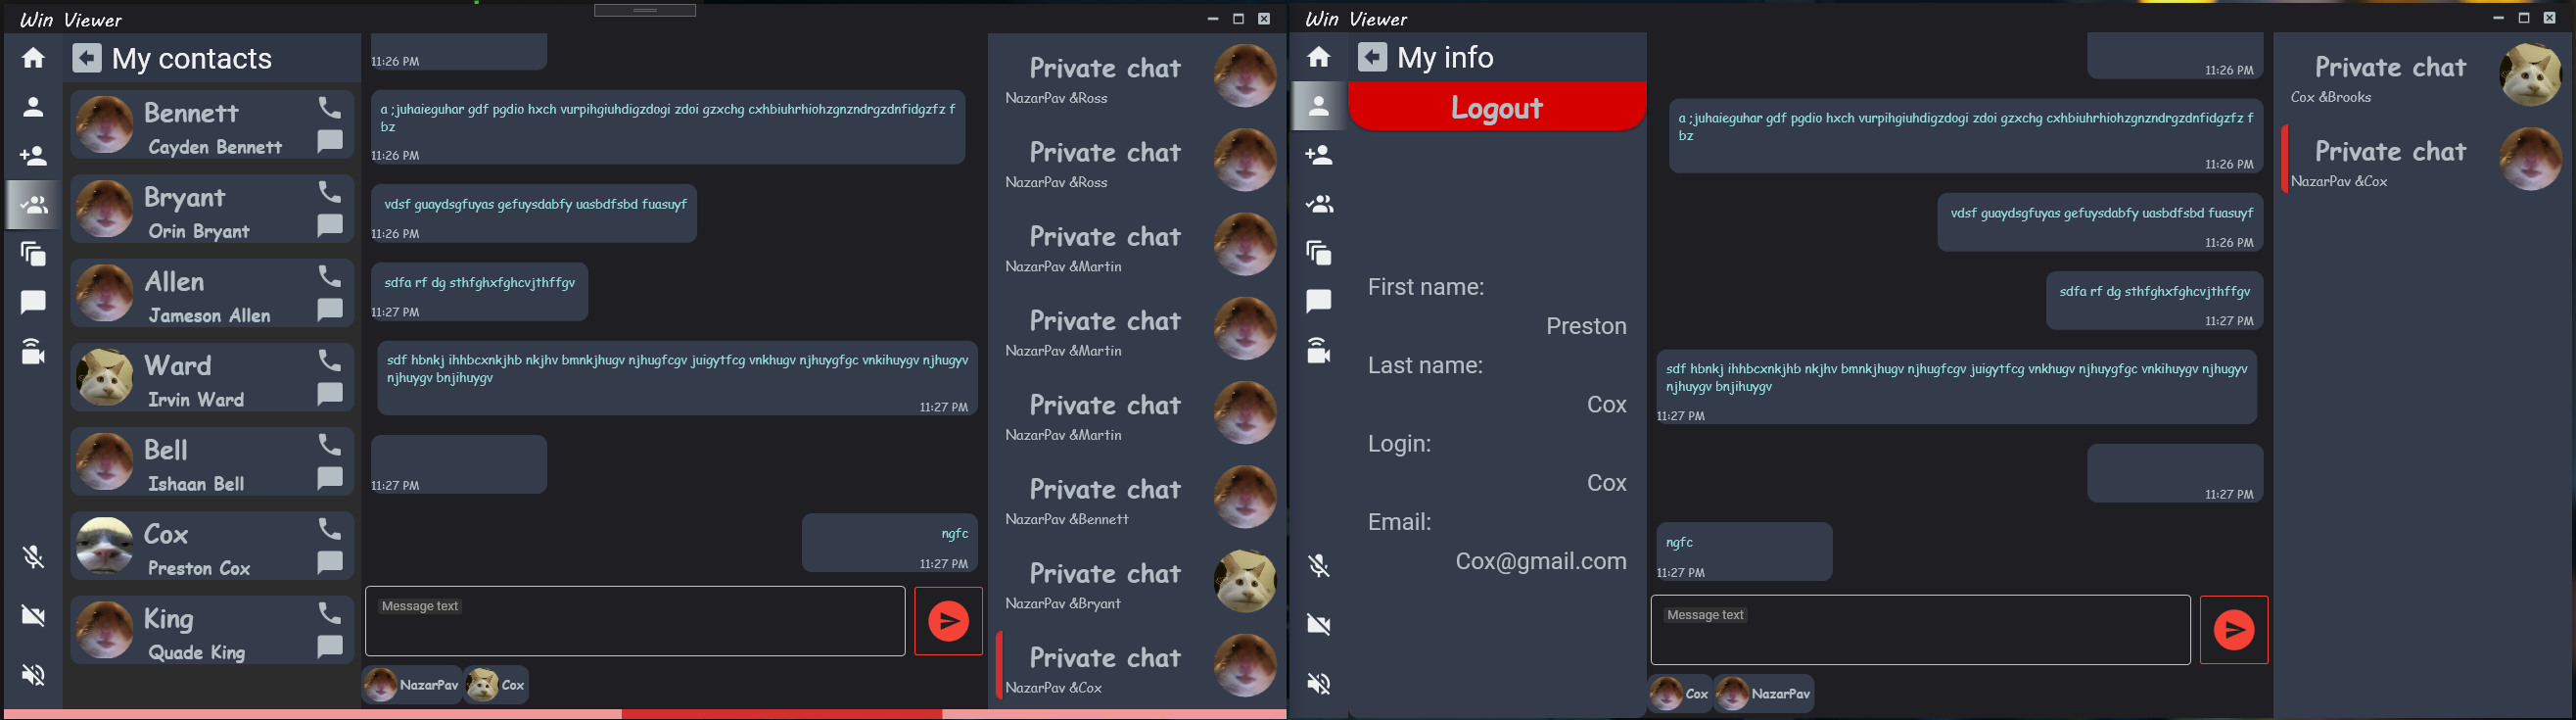 Win Viewer
My contacts
Bennett
Cayden Bennett
Bryant
Orin Bryant
Allen
Jameson Allen
Ward
Irvin Ward
Bell
Ishaan Bell
Cox
Preston Cox
King
Quade King
11:26 PM
a ;juhaieguhar gdf pgdio hxch vurpihgiuhdigzdogi zdoi gzxchg cxhbiuhrhiohzgnzndrgzdnfidgzfz f
bz
11:26 PM
vdsf guaydsgfuyas gefuysdabfy uasbdfsbd fuasuyf
11:26 PM
sdfa rf dg sthfghxfghcvjthffgv
11:27 PM
sdf hbnkj ihhbcxnkjhb nkjhv bmnkjhugv njhugfcgv juigytfcg vnkhugv njhuygfgc vnkihuygv njhugyv
njhuygv bnjihuygv
11:27 PM
11:27 PM
ngfc
11:27 PM
Message text
NazarPav Cox
Private chat
NazarPav &Ross
Private chat
NazarPav &Ross
Private chat
NazarPav &Martin
Private chat
NazarPav &Martin
Private chat
NazarPav &Martin
Private chat
NazarPav &Bennett
Private chat
NazarPav &Bryant
Private chat
NazarPav &Cox
Win Viewer
My info
Logout
First name:
Preston
Last name:
Cox
Login:
Cox
Email:
Cox@gmail.com
11:26 PM
a ;juhaieguhar gdf pgdio hxch vurpihgiuhdigzdogi zdoi gzxchg cxhbiuhrhiohzgnzndrgzdnfidgzfz f
bz
11:26 PM
vdsf guaydsgfuyas gefuysdabfy uasbdfsbd fuasuyf
11:26 PM
sdfa rf dg sthfghxfghcvjthffgv
11:27 PM
sdf hbnkj ihhbcxnkjhb nkjhv bmnkjhugv njhugfcgv juigytfcg vnkhugv njhuygfgc vnkihuygv njhugyv
njhuygv bnjihuygv
11:27 PM
11:27 PM
ngfc
11:27 PM
Message text
Cox NazarPav
Private chat
Cox &Brooks
Private chat
NazarPav &Cox